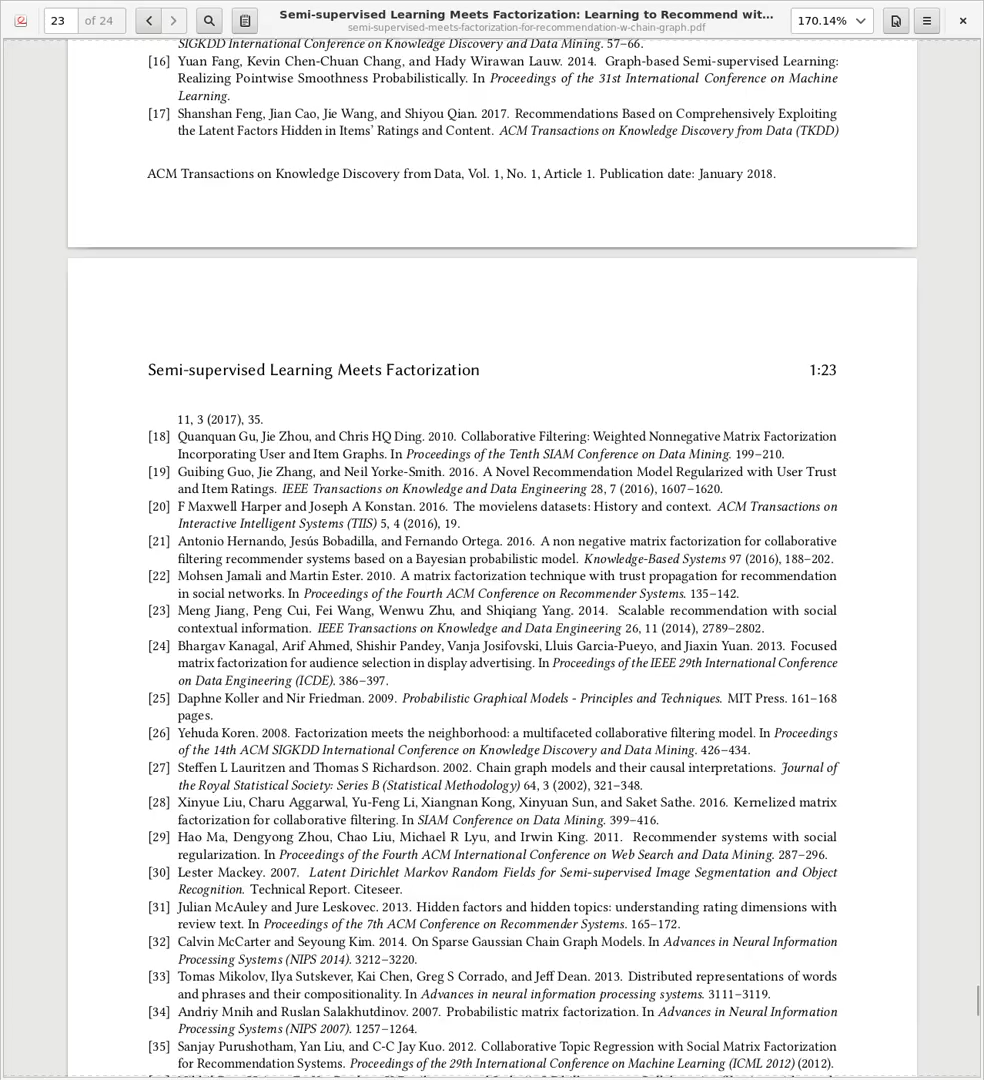 23
of 24
Semi-supervised Learning Meets Factorization: Learning to Recommend wit...
semi-supervised-meets-factorization-for-recommendation-w-chain-graph.pdf
170.14%
SIGKDD International Conference on Knowledge Discovery and Data Mining. 57–66.
[16] Yuan Fang, Kevin Chen-Chuan Chang, and Hady Wirawan Lauw. 2014. Graph-based Semi-supervised Learning:
Realizing Pointwise Smoothness Probabilistically. In Proceedings of the 31st International Conference on Machine
Learning.
[17] Shanshan Feng, Jian Cao, Jie Wang, and Shiyou Qian. 2017. Recommendations Based on Comprehensively Exploiting
the Latent Factors Hidden in Items' Ratings and Content. ACM Transactions on Knowledge Discovery from Data (TKDD)
ACM Transactions on Knowledge Discovery from Data, Vol. 1, No. 1, Article 1. Publication date: January 2018.
Semi-supervised Learning Meets Factorization 1:23
11, 3 (2017), 35.
[18] Quanquan Gu, Jie Zhou, and Chris HQ Ding. 2010. Collaborative Filtering: Weighted Nonnegative Matrix Factorization
Incorporating User and Item Graphs. In Proceedings of the Tenth SIAM Conference on Data Mining. 199–210.
[19] Guibing Guo, Jie Zhang, and Neil Yorke-Smith. 2016. A Novel Recommendation Model Regularized with User Trust
and Item Ratings. IEEE Transactions on Knowledge and Data Engineering 28, 7 (2016), 1607–1620.
[20] F Maxwell Harper and Joseph A Konstan. 2016. The movielens datasets: History and context. ACM Transactions on
Interactive Intelligent Systems (TIIS) 5, 4 (2016), 19.
[21] Antonio Hernando, Jesús Bobadilla, and Fernando Ortega. 2016. A non negative matrix factorization for collaborative
filtering recommender systems based on a Bayesian probabilistic model. Knowledge-Based Systems 97 (2016), 188–202.
[22] Mohsen Jamali and Martin Ester. 2010. A matrix factorization technique with trust propagation for recommendation
in social networks. In Proceedings of the Fourth ACM Conference on Recommender Systems. 135–142.
[23] Meng Jiang, Peng Cui, Fei Wang, Wenwu Zhu, and Shiqiang Yang. 2014. Scalable recommendation with social
contextual information. IEEE Transactions on Knowledge and Data Engineering 26, 11 (2014), 2789–2802.
[24] Bhargav Kanagal, Arif Ahmed, Shishir Pandey, Vanja Josifovski, Lluis Garcia-Pueyo, and Jiaxin Yuan. 2013. Focused
matrix factorization for audience selection in display advertising. In Proceedings of the IEEE 29th International Conference
on Data Engineering (ICDE). 386–397.
[25] Daphne Koller and Nir Friedman. 2009. Probabilistic Graphical Models - Principles and Techniques. MIT Press. 161–168
pages.
[26] Yehuda Koren. 2008. Factorization meets the neighborhood: a multifaceted collaborative filtering model. In Proceedings
of the 14th ACM SIGKDD International Conference on Knowledge Discovery and Data Mining. 426–434.
[27] Steffen L Lauritzen and Thomas S Richardson. 2002. Chain graph models and their causal interpretations. Journal of
the Royal Statistical Society: Series B (Statistical Methodology) 64, 3 (2002), 321–348.
[28] Xinyue Liu, Charu Aggarwal, Yu-Feng Li, Xiangnan Kong, Xinyuan Sun, and Saket Sathe. 2016. Kernelized matrix
factorization for collaborative filtering. In SIAM Conference on Data Mining. 399–416.
[29] Hao Ma, Dengyong Zhou, Chao Liu, Michael R Lyu, and Irwin King. 2011. Recommender systems with social
regularization. In Proceedings of the Fourth ACM International Conference on Web Search and Data Mining. 287–296.
[30] Lester Mackey. 2007. Latent Dirichlet Markov Random Fields for Semi-supervised Image Segmentation and Object
Recognition. Technical Report. Citeseer.
[31] Julian McAuley and Jure Leskovec. 2013. Hidden factors and hidden topics: understanding rating dimensions with
review text. In Proceedings of the 7th ACM Conference on Recommender Systems. 165–172.
[32] Calvin McCarter and Seyoung Kim. 2014. On Sparse Gaussian Chain Graph Models. In Advances in Neural Information
Processing Systems (NIPS 2014). 3212–3220.
[33] Tomas Mikolov, Ilya Sutskever, Kai Chen, Greg S Corrado, and Jeff Dean. 2013. Distributed representations of words
and phrases and their compositionality. In Advances in neural information processing systems. 3111–3119.
[34] Andriy Mnih and Ruslan Salakhutdinov. 2007. Probabilistic matrix factorization. In Advances in Neural Information
Processing Systems (NIPS 2007). 1257–1264.
[35] Sanjay Purushotham, Yan Liu, and C-C Jay Kuo. 2012. Collaborative Topic Regression with Social Matrix Factorization
for Recommendation Systems. Proceedings of the 29th International Conference on Machine Learning (ICML 2012) (2012).